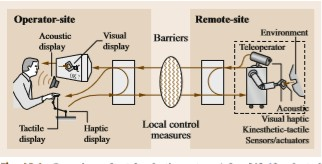 Operator-site
Remote-site
Acoustic
display
Visual
display
Barriers
Environment
Teleoperator
Tactile
display
Haptic
display
Local control
measures
Acoustic
Visual haptic
Kinesthetic-tactile
Sensors/actuators